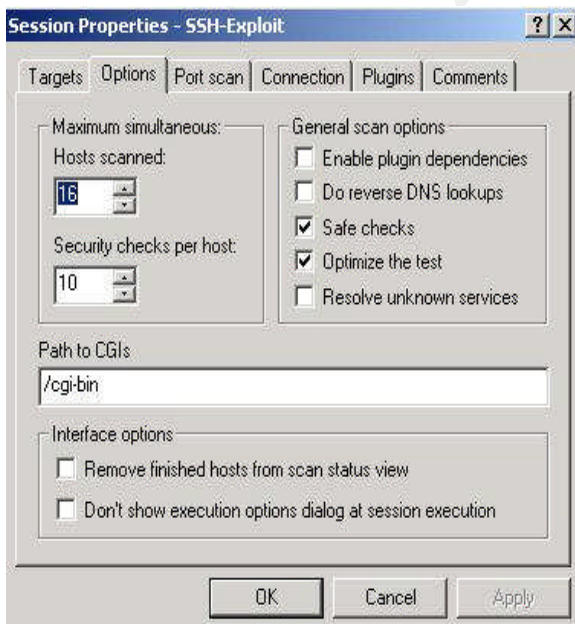 Session Properties - SSH-Exploit
Targets
Options
Port scan
Connection
Plugins
Comments
Maximum simultaneous:
Hosts scanned:
16
Security checks per host:
10
General scan options
Enable plugin dependencies
Do reverse DNS lookups
Safe checks
Optimize the test
Resolve unknown services
Path to CGIs
/cgi-bin
Interface options
Remove finished hosts from scan status view
Don't show execution options dialog at session execution
OK
Cancel
Apply